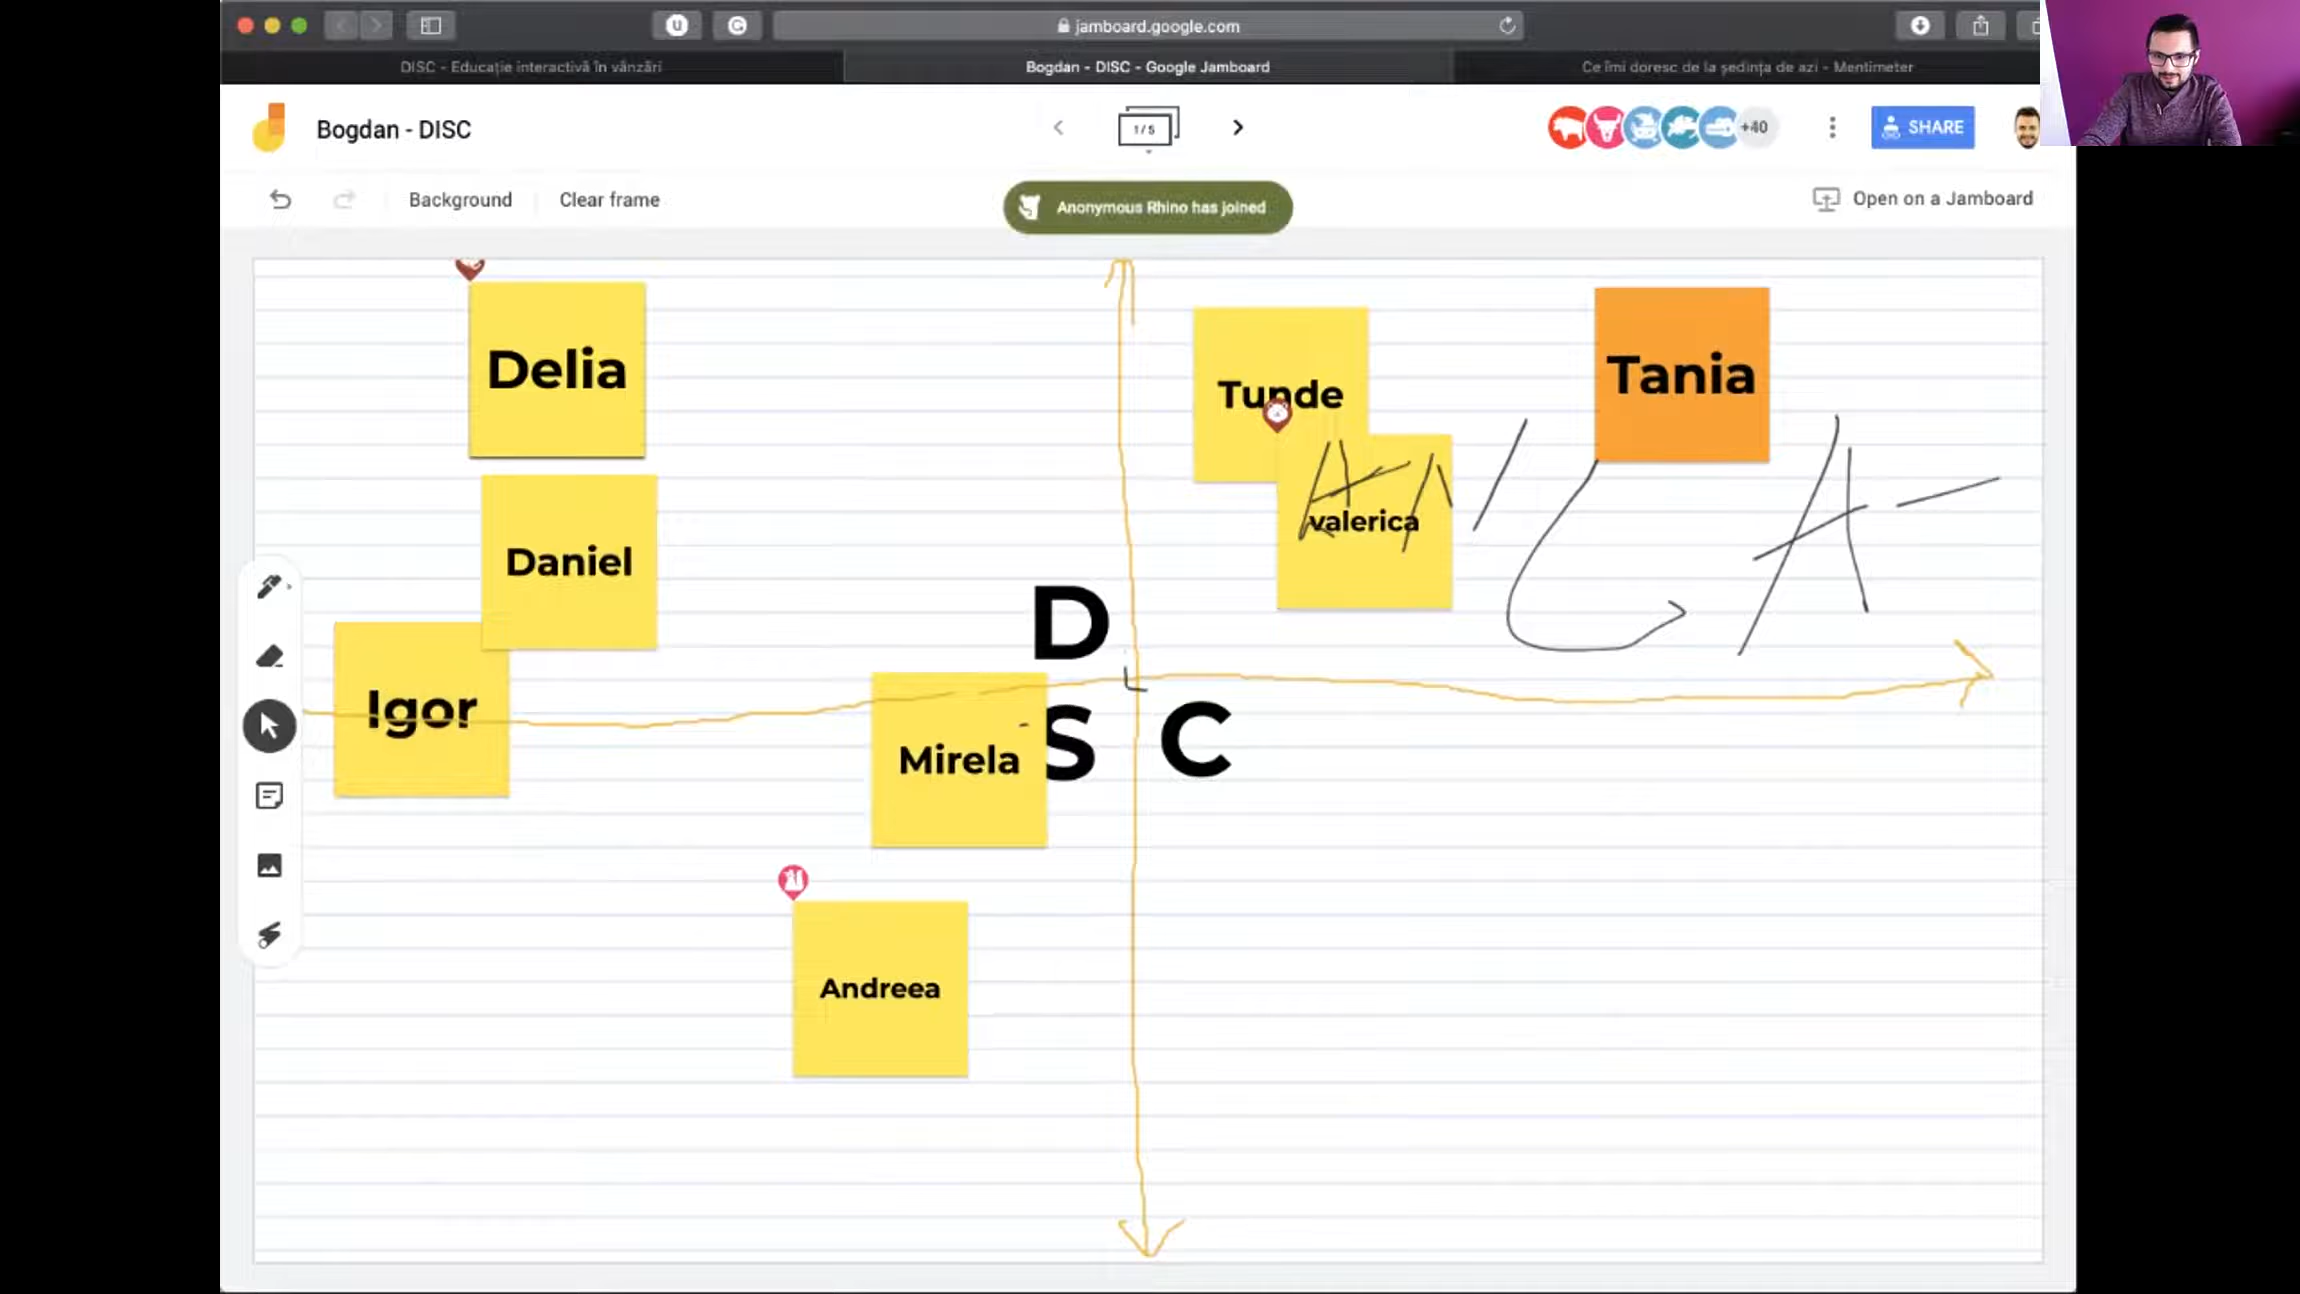 jamboard.google.com
DISC - Educație interactivă în vânzări
Bogdan - DISC - Google Jamboard
Ce îmi doresc de la ședința de azi - Mentimeter
Bogdan - DISC
1/5
+40
SHARE
Background
Clear frame
Anonymous Rhino has joined
Open on a Jamboard
Delia
Tunde
Tania
Daniel
valerica
D
Igor
Mirela
S
C
Andreea